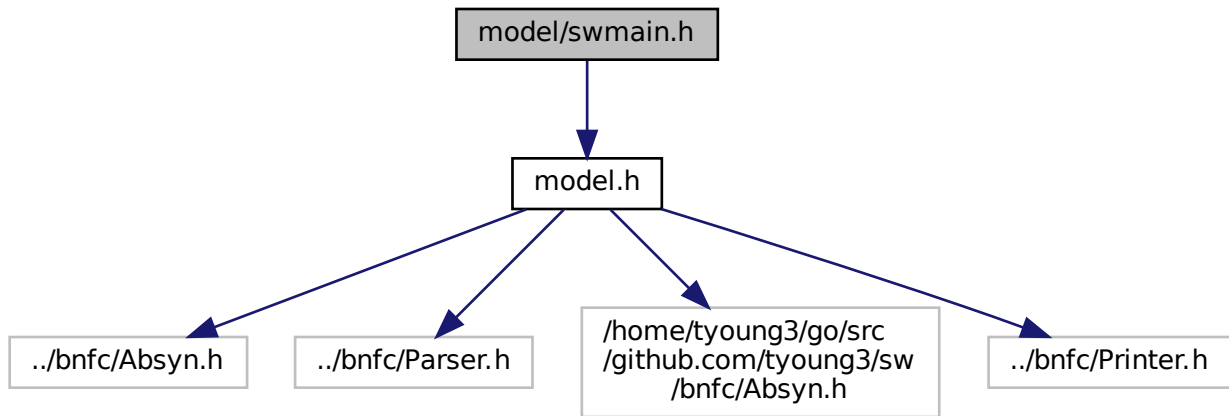 model/swmain.h
model.h
../bnfc/Absyn.h
../bnfc/Parser.h
/home/tyoung3/go/src
/github.com/tyoung3/sw
/bnfc/Absyn.h
../bnfc/Printer.h